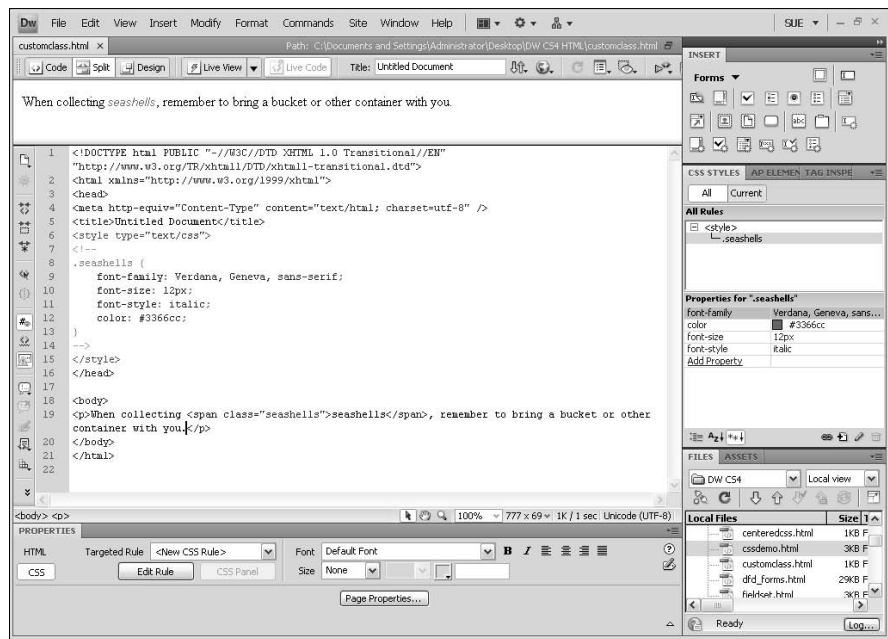 Dw File Edit View Insert Modify Format Commands Site Window Help SUE
customclass.html × Path: C:\Documents and Settings\Administrator\Desktop\DW CS4 HTML\customclass.html
Code Split Design Live View Live Code Title: Untitled Document
When collecting seashells, remember to bring a bucket or other container with you.
1 <!DOCTYPE html PUBLIC "-//W3C//DTD XHTML 1.0 Transitional//EN"
"http://www.w3.org/TR/xhtml1/DTD/xhtml1-transitional.dtd">
2 <html xmlns="http://www.w3.org/1999/xhtml">
3 <head>
4 <meta http-equiv="Content-Type" content="text/html; charset=utf-8" />
5 <title>Untitled Document</title>
6 <style type="text/css">
7 <!--
8 .seashells {
9 font-family: Verdana, Geneva, sans-serif;
10 font-size: 12px;
11 font-style: italic;
12 color: #3366cc;
13 }
14 -->
15 </style>
16 </head>
17
18 <body>
19 <p>When collecting <span class="seashells">seashells</span>, remember to bring a bucket or other
container with you.</p>
20 </body>
21 </html>
22
<body> <p> 100% 777 x 69 1K / 1 sec Unicode (UTF-8)
PROPERTIES
HTML Targeted Rule <New CSS Rule> Font Default Font B I
CSS Edit Rule CSS Panel Size None
Page Properties...
INSERT
Forms
CSS STYLES AP ELEMEN TAG INSPE
All Current
All Rules
<style>
.seashells
Properties for ".seashells"
font-family Verdana, Geneva, sans...
color #3366cc
font-size 12px
font-style italic
Add Property
FILES ASSETS
DW CS4 Local view
Local Files Size T
centeredcss.html 1KB F
cssdemo.html 3KB F
customclass.html 1KB F
dfd_forms.html 29KB F
fieldset.html 3KB F
Ready Log...